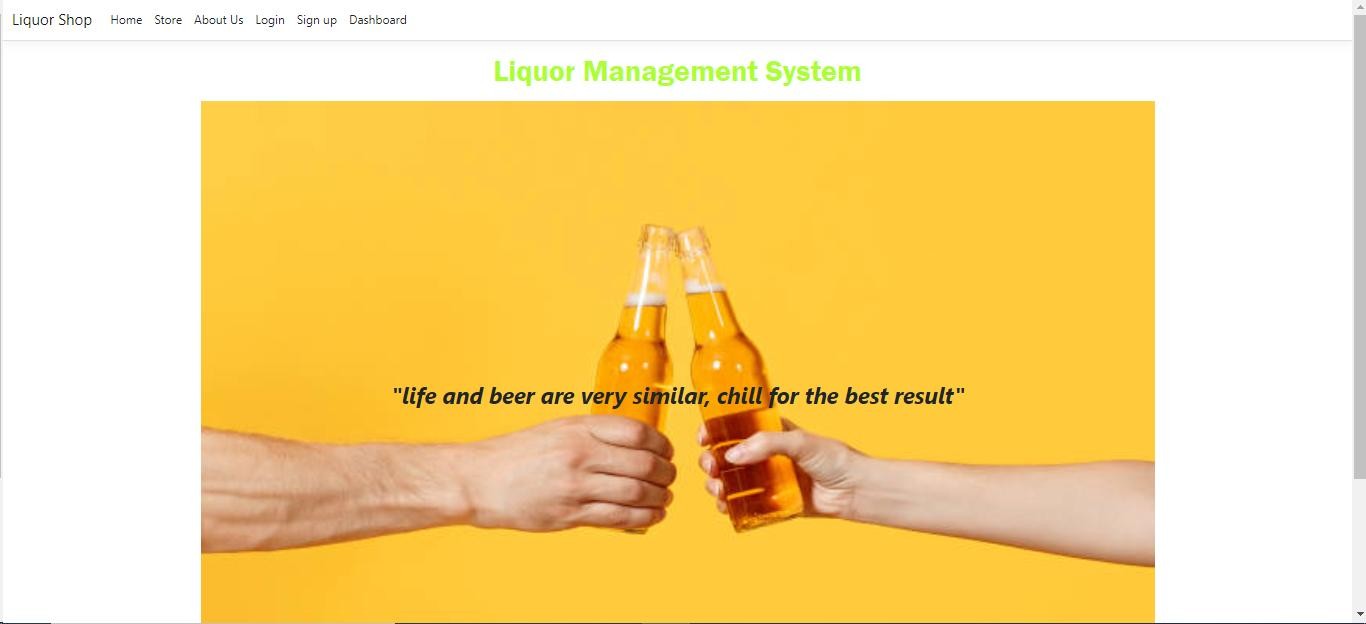 Liquor Shop Home Store About Us Login Sign up Dashboard
Liquor Management System
"life and beer are very similar, chill for the best result"